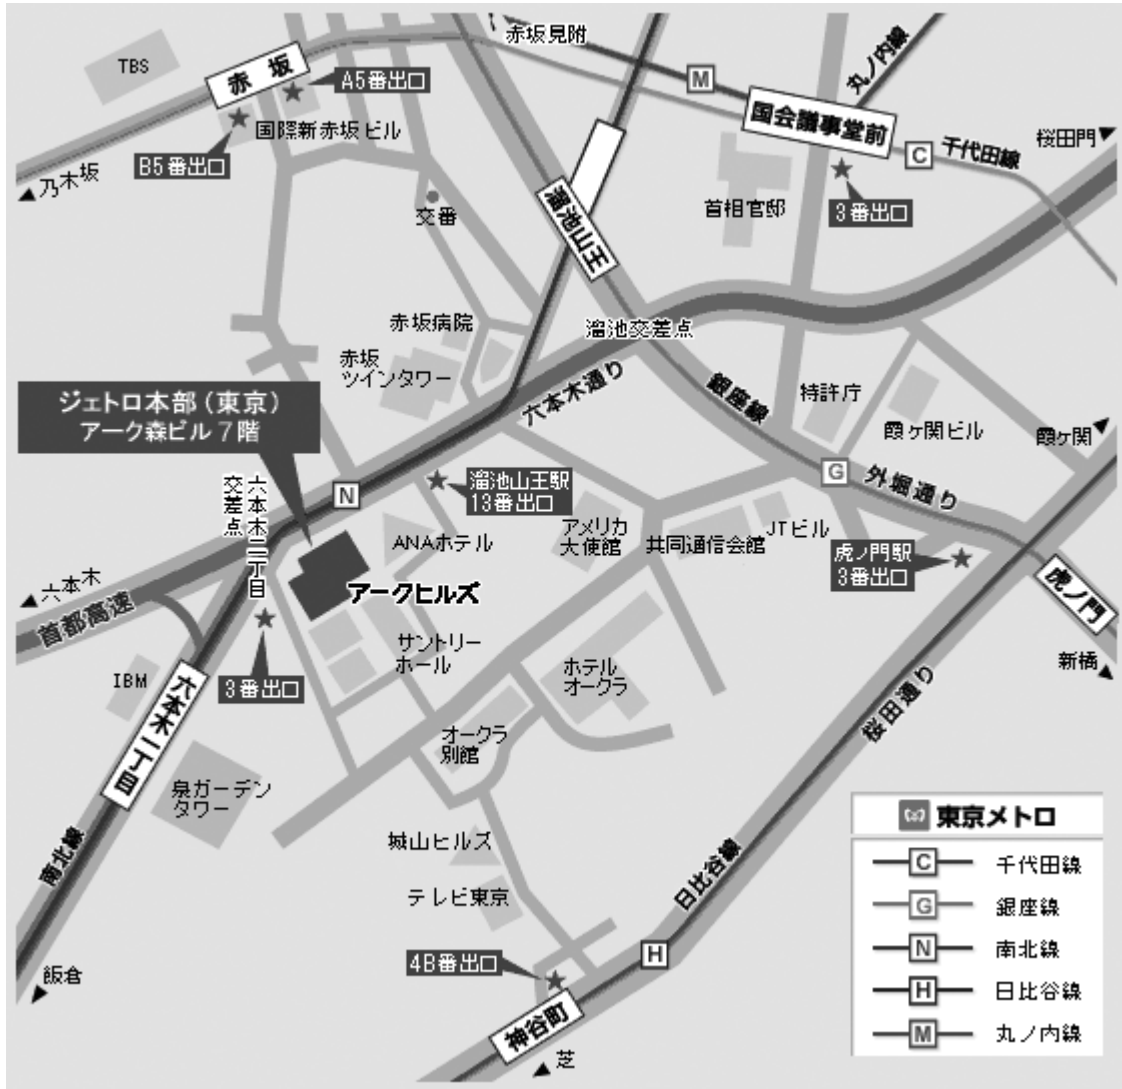 赤坂見附
TBS
赤坂
A5番出口
M
丸ノ内線
国会議事堂前
桜田門
国際新赤坂ビル
C
千代田線
B5番出口
乃木坂
交番
溜池山王
首相官邸
3番出口
赤坂病院
溜池交差点
赤坂
ツインタワー
六本木通り
銀座線
特許庁
ジェトロ本部(東京)
アーク森ビル7階
霞ヶ関ビル
霞ヶ関
六本木二丁目
交差点
N
溜池山王駅
13番出口
G
外堀通り
ANAホテル
アメリカ
大使館
共同通信会館
JTビル
虎ノ門駅
3番出口
六本木
首都高速
アークヒルズ
虎ノ門
サントリー
ホール
ホテル
オークラ
新橋
IBM
3番出口
六本木一丁目
桜田通り
オークラ
別館
泉ガーデン
タワー
南北線
城山ヒルズ
日比谷線
テレビ東京
飯倉
4B番出口
H
神谷町
芝
東京メトロ
C 千代田線
G 銀座線
N 南北線
H 日比谷線
M 丸ノ内線